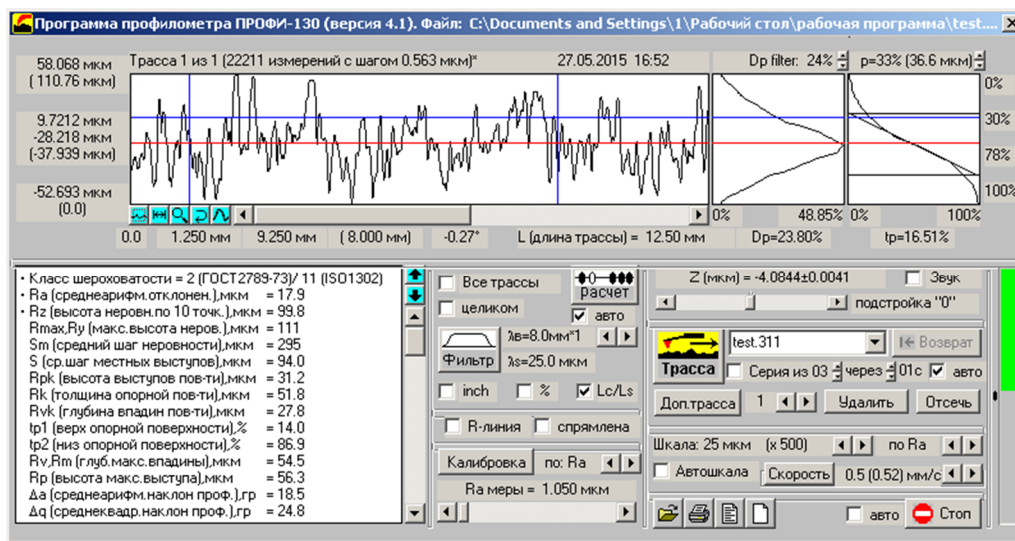 Программа профилометра ПРОФИ-130 (версия 4.1). Файл: C:\Documents and Settings\1\Рабочий стол\рабочая программа\test....
58.068 мкм
(110.76 мкм)
Трасса 1 из 1 (22211 измерений с шагом 0.563 мкм)*
27.05.2015 16:52
Dp filter: 24%
p=33% (36.6 мкм)
0%
9.7212 мкм
-28.218 мкм
(-37.939 мкм)
30%
78%
-52.693 мкм
(0.0)
100%
0%
48.85%
0%
100%
0.0
1.250 мм
9.250 мм
(8.000 мм)
-0.27°
L (длина трассы) = 12.50 мм
Dp=23.80%
tp=16.51%
• Класс шероховатости = 2 (ГОСТ2789-73)/ 11 (ISO1302)
• Ra (среднеарифм.отклонен.),мкм = 17.9
• Rz (высота неровн.по 10 точк.),мкм = 99.8
Rmax,Ry (макс.высота неров.),мкм = 111
Sm (средний шаг неровности),мкм = 295
S (ср.шаг местных выступов),мкм = 94.0
Rpk (высота выступов пов-ти),мкм = 31.2
Rk (толщина опорной пов-ти),мкм = 51.8
Rvk (глубина впадин пов-ти),мкм = 27.8
tp1 (верх опорной поверхности),% = 14.0
tp2 (низ опорной поверхности),% = 86.9
Rv,Rm (глуб.макс.впадины),мкм = 54.5
Rp (высота макс.выступа),мкм = 56.3
Δa (среднеарифм.наклон проф.),гр = 18.5
Δq (среднеквадр.наклон проф.),гр = 24.8
Все трассы
расчет
целиком
авто
Фильтр
λв=8.0мм*1
λs=25.0 мкм
inch
%
Lc/Ls
R-линия
спрямлена
Калибровка
по: Ra
Ra меры = 1.050 мкм
Z (мкм) = -4.0844±0.0041
Звук
подстройка "0"
Трасса
test.311
Возврат
Серия из 03
через
01с
авто
Доп.трасса
1
Удалить
Отсечь
Шкала: 25 мкм (x 500)
по Ra
Автошкала
Скорость
0.5 (0.52) мм/с
авто
Стоп